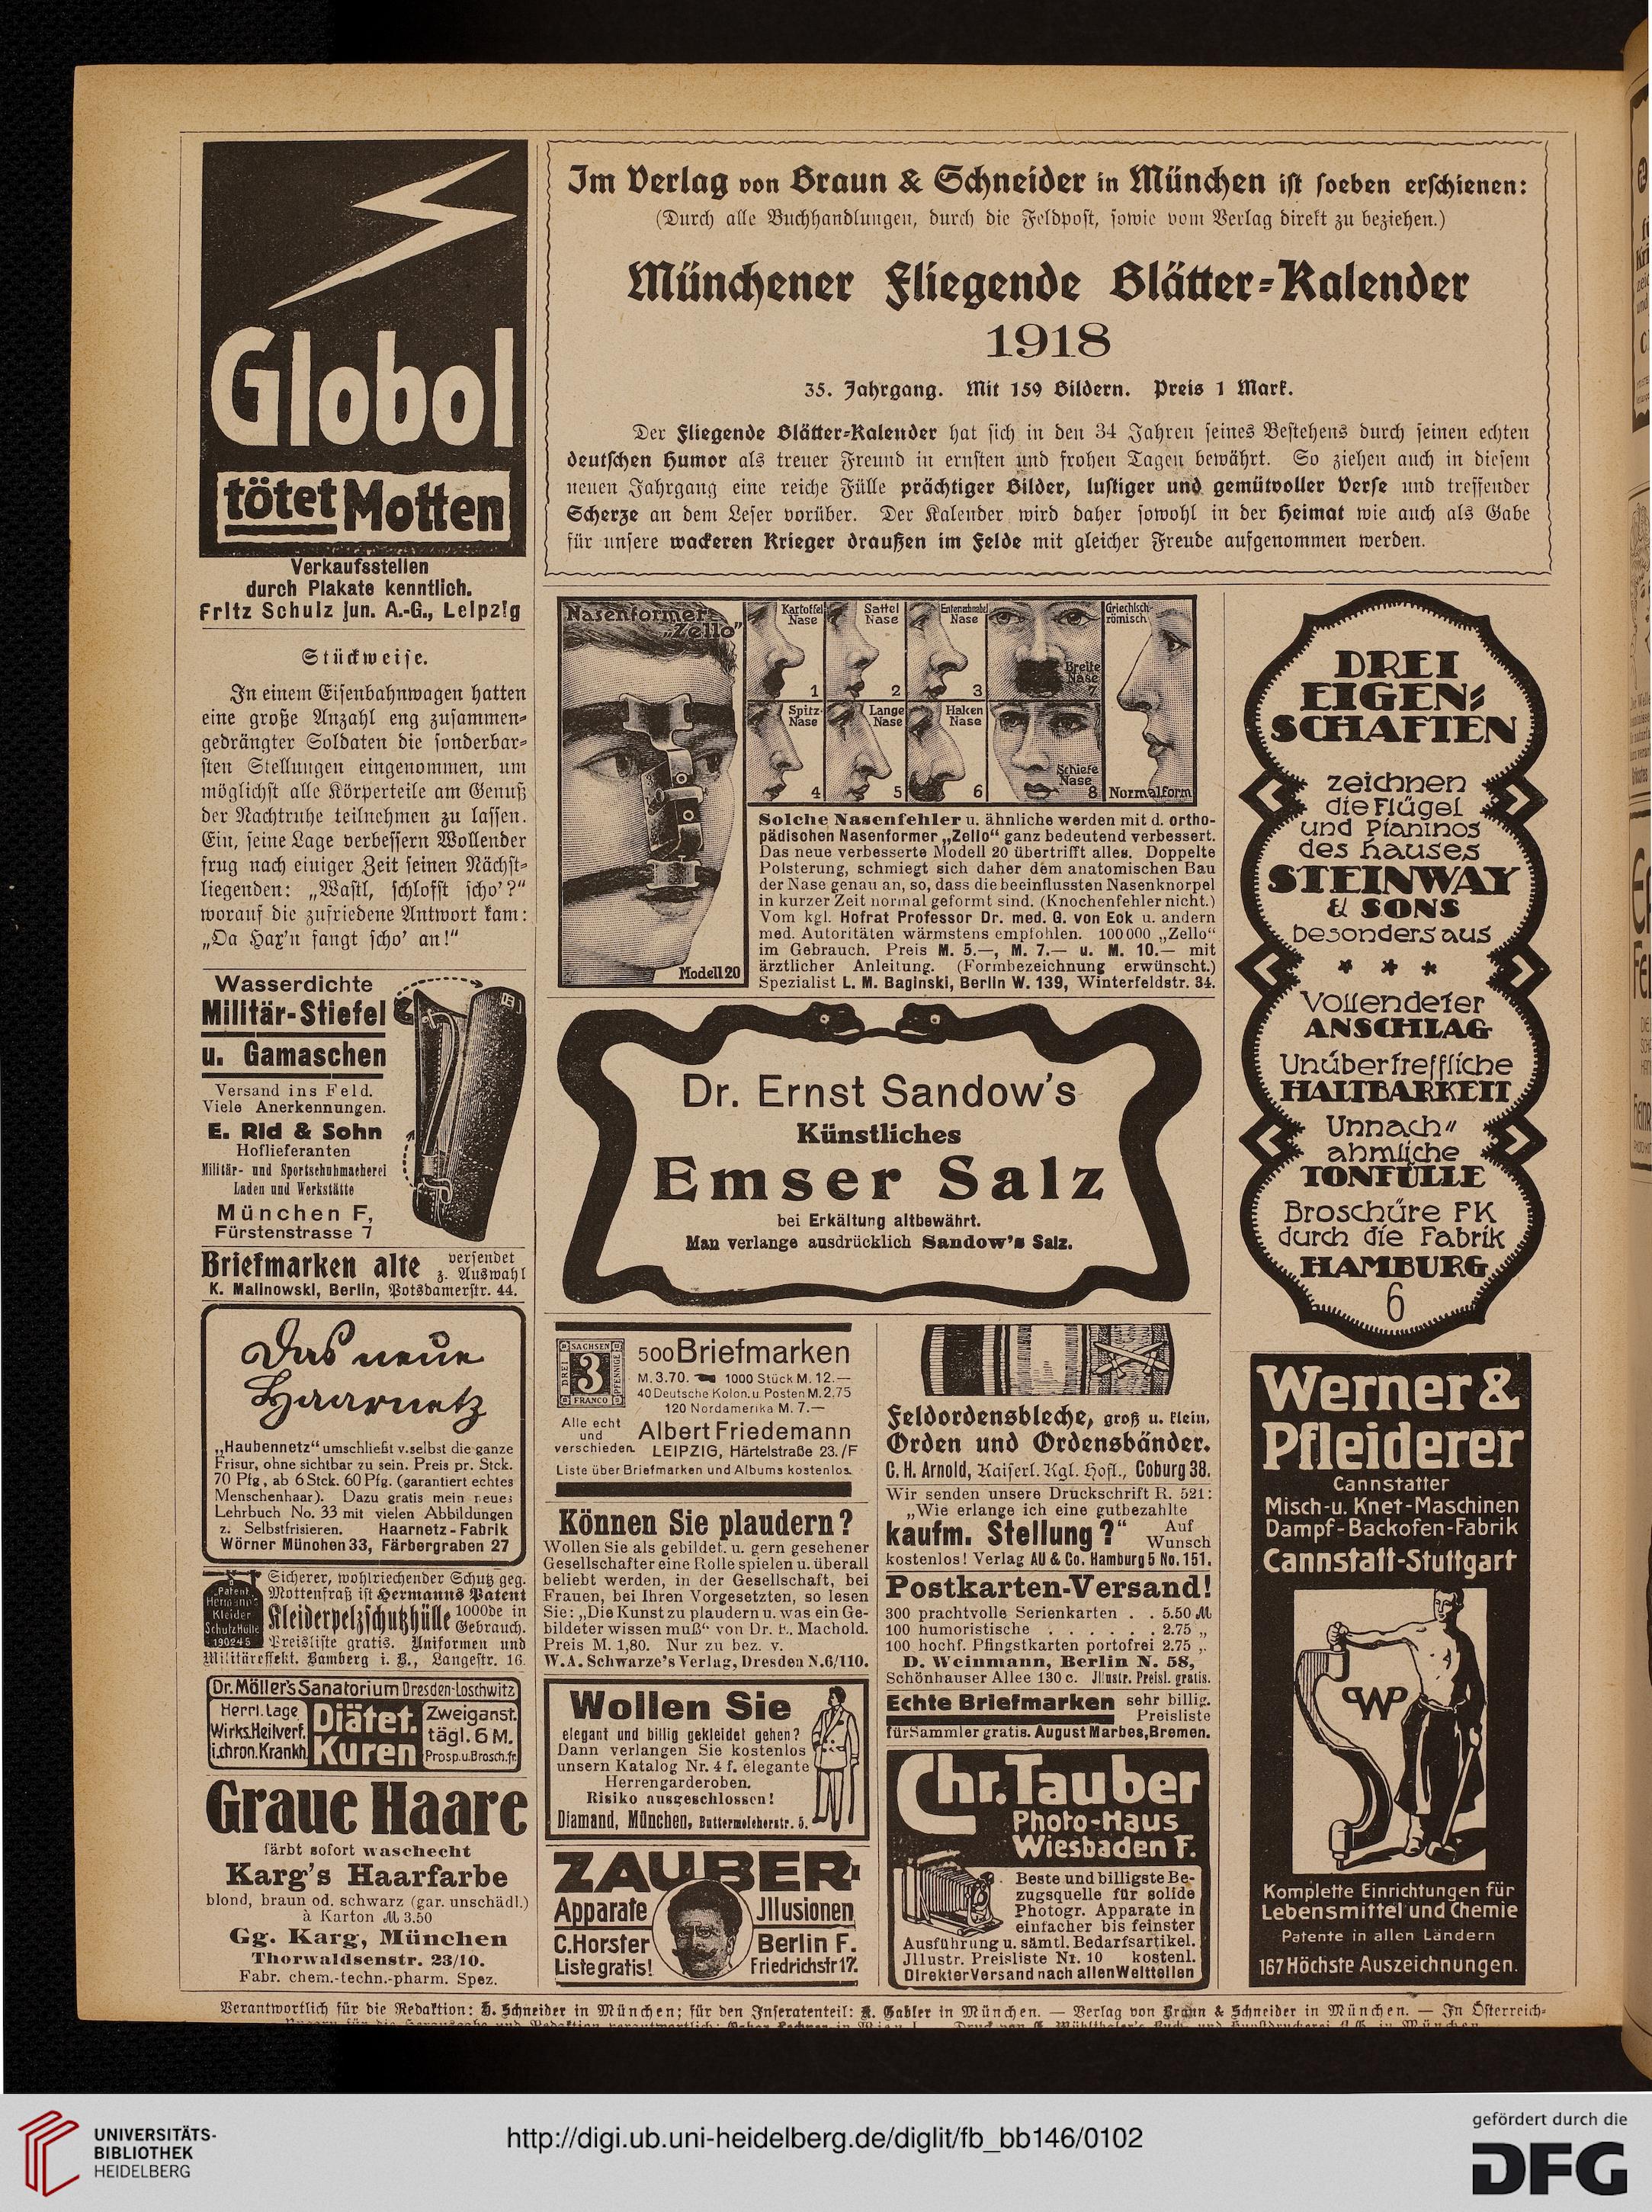 Globol
tötet Motten
Verkaufsstellen
durch Plakate kenntlich.
Fritz Schulz jun. A.-G., Leipzig
Stückweise.
In einem Eisenbahnwagen hatten
eine große Anzahl eng zusammen-
gedrängter Soldaten die sonderbar-
sten Stellungen eingenommen, um
möglichst alle Körperteile am Genuß
der Nachtruhe teilnehmen zu lassen.
Ein, seine Lage verbessern Wollender
frug nach einiger Zeit seinen Nächst-
liegenden: „Wastl, schlofst scho'?“
worauf die zufriedene Antwort kam:
„Da Hax'n fangt scho' an!“
Wasserdichte
Militär-Stiefel
u. Gamaschen
Versand ins Feld.
Viele Anerkennungen.
E. Rid & Sohn
Hoflieferanten
Militär- und Sportschuhmacherei
Laden und Werkstätte
München F,
Fürstenstrasse 7
Briefmarken alte versendet
z. Auswahl
K. Malinowski, Berlin, Potsdamerstr. 44.
Das neue
Haarnetz
„Haubennetz“ umschließt v. selbst die ganze
Frisur, ohne sichtbar zu sein. Preis pr. Stck.
70 Pfg., ab 6 Stck. 60 Pfg. (garantiert echtes
Menschenhaar). Dazu gratis mein neues
Lehrbuch No. 33 mit vielen Abbildungen
z. Selbstfrisieren. Haarnetz-Fabrik
Wörner München 33, Färbergraben 27
Patent
Hermann's
Kleider
Schutz Hülle
190245
Sicherer, wohlriechender Schutz geg.
Mottenfraß ist Hermanns Patent
Kleiderpelzschutzhülle 1000de in
Gebrauch.
Preisliste gratis. Uniformen und
Militäreffekt. Bamberg i. B., Langestr. 16.
Dr. Möller's Sanatorium Dresden-Loschwitz
Herrl. Lage
Wirks. Heilverf.
i. chron. Krankh.
Diätet.
Kuren
Zweiganst.
tägl. 6 M.
Prosp. u. Brosch. fr.
Graue Haare
färbt sofort waschecht
Karg's Haarfarbe
blond, braun od. schwarz (gar. unschädl.)
à Karton M 3.50
Gg. Karg, München
Thorwaldsenstr. 23/10.
Fabr. chem.-techn.-pharm. Spez.
Im Verlag von Braun & Schneider in München ist soeben erschienen:
(Durch alle Buchhandlungen, durch die Feldpost, sowie vom Verlag direkt zu beziehen.)
Münchener Fliegende Blätter-Kalender
1918
35. Jahrgang. Mit 159 Bildern. Preis 1 Mark.
Der Fliegende Blätter-Kalender hat sich in den 34 Jahren seines Bestehens durch seinen echten
deutschen Humor als treuer Freund in ernsten und frohen Tagen bewährt. So ziehen auch in diesem
neuen Jahrgang eine reiche Fülle prächtiger Bilder, lustiger und gemütvoller Verse und treffender
Scherze an dem Leser vorüber. Der Kalender wird daher sowohl in der Heimat wie auch als Gabe
für unsere wackeren Krieger draußen im Felde mit gleicher Freude aufgenommen werden.
Nasenformer
„Zello“
Modell 20
Kartoffel
Nase
1
Sattel
Nase
2
Entenschnabel
Nase
3
Breite
Nase
7
Griechisch-
römisch
Spitz-
Nase
4
Lange
Nase
5
Haken
Nase
6
Schiefe
Nase
8
Normalform
Solche Nasenfehler u. ähnliche werden mit d. ortho-
pädischen Nasenformer „Zello“ ganz bedeutend verbessert.
Das neue verbesserte Modell 20 übertrifft alles. Doppelte
Polsterung, schmiegt sich daher dem anatomischen Bau
der Nase genau an, so, dass die beeinflussten Nasenknorpel
in kurzer Zeit normal geformt sind. (Knochenfehler nicht.)
Vom kgl. Hofrat Professor Dr. med. G. von Eck u. andern
med. Autoritäten wärmstens empfohlen. 100 000 „Zello“
im Gebrauch. Preis M. 5.—, M. 7.— u. M. 10.— mit
ärztlicher Anleitung. (Formbezeichnung erwünscht.)
Spezialist L. M. Baginski, Berlin W. 139, Winterfeldstr. 34.
Dr. Ernst Sandow's
Künstliches
Emser Salz
bei Erkältung altbewährt.
Man verlange ausdrücklich Sandow's Salz.
SACHSEN
DREI
3
PFENNIGE
FRANCO
500 Briefmarken
M. 3.70. 1000 Stück M. 12.—
40 Deutsche Kolon. u. Posten M. 2.75
120 Nordamerika M. 7.—
Alle echt
und
verschieden.
Albert Friedemann
LEIPZIG, Härtelstraße 23./F
Liste über Briefmarken und Albums kostenlos.
Können Sie plaudern?
Wollen Sie als gebildet. u. gern gesehener
Gesellschafter eine Rolle spielen u. überall
beliebt werden, in der Gesellschaft, bei
Frauen, bei Ihren Vorgesetzten, so lesen
Sie: „Die Kunst zu plaudern u. was ein Ge-
bildeter wissen muß“ von Dr. E. Machold.
Preis M. 1,80. Nur zu bez. v.
W. A. Schwarze's Verlag, Dresden N.6/110.
Wollen Sie
elegant und billig gekleidet gehen?
Dann verlangen Sie kostenlos
unsern Katalog Nr. 4 f. elegante
Herrengarderoben.
Risiko ausgeschlossen!
Diamand, München, Buttermelcherstr. 5.
ZAUBER-
Apparate
Jllusionen
C. Horster
Berlin F.
Liste gratis!
Friedrichstr 17.
Feldordensbleche, groß u. klein,
Orden und Ordensbänder.
C. H. Arnold, Kaiserl. Kgl. Hofl., Coburg 38.
Wir senden unsere Druckschrift R. 521:
„Wie erlange ich eine gutbezahlte
kaufm. Stellung?“ Auf
Wunsch
kostenlos! Verlag AU & Co. Hamburg 5 No. 151.
Postkarten-Versand!
300 prachtvolle Serienkarten . . 5.50 M
100 humoristische . . . . . . 2.75 „
100 hochf. Pfingstkarten portofrei 2.75 „
D. Weinmann, Berlin N. 58,
Schönhauser Allee 130 c. Jllustr. Preisl. gratis.
Echte Briefmarken sehr billig.
Preisliste
für Sammler gratis. August Marbes, Bremen.
Chr. Tauber
Photo-Haus
Wiesbaden F.
Beste und billigste Be-
zugsquelle für solide
Photogr. Apparate in
einfacher bis feinster
Ausführung u. sämtl. Bedarfsartikel.
Jllustr. Preisliste Nr. 10 kostenl.
Direkter Versand nach allen Weltteilen
DREI
EIGEN-
SCHAFTEN
zeichnen
die Flügel
und Pianinos
des Hauses
STEINWAY
& SONS
besonders aus
* * *
Vollendeter
ANSCHLAG
Unübertreffliche
HALTBARKEIT
Unnach-
ahmliche
TONFÜLLE
Broschüre FK
durch die Fabrik
HAMBURG
6
Werner &
Pfleiderer
Cannstatter
Misch- u. Knet-Maschinen
Dampf-Backofen-Fabrik
Cannstatt-Stuttgart
WP
Komplette Einrichtungen für
Lebensmittel und Chemie
Patente in allen Ländern
167 Höchste Auszeichnungen.
Verantwortlich für die Redaktion: H. Schneider in München; für den Inseratenteil: K. Gabler in München. — Verlag von Braun & Schneider in München. — In Österreich-
UNIVERSITÄTS-
BIBLIOTHEK
HEIDELBERG
http://digi.ub.uni-heidelberg.de/diglit/fb_bb146/0102
gefördert durch die
DFG